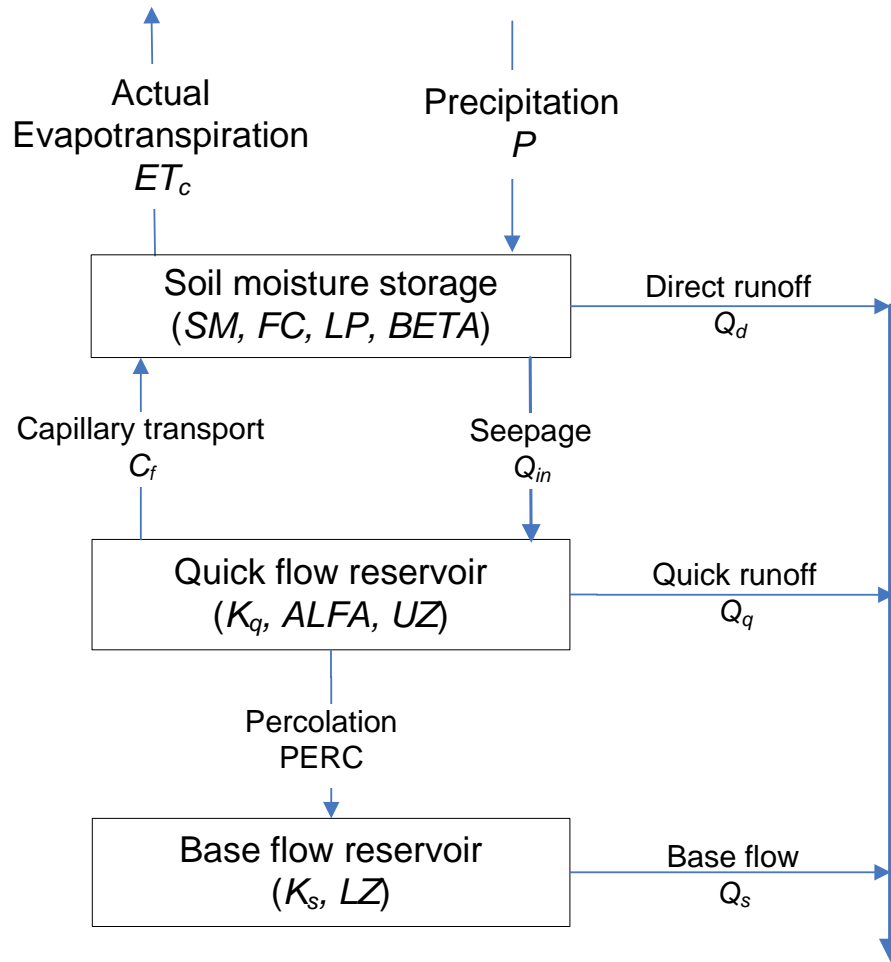 Actual
Evapotranspiration
ETc
Precipitation
P
Soil moisture storage
(SM, FC, LP, BETA)
Direct runoff
Qd
Capillary transport
Cf
Seepage
Qin
Quick flow reservoir
(Kq, ALFA, UZ)
Quick runoff
Qq
Percolation
PERC
Base flow reservoir
(Ks, LZ)
Base flow
Qs